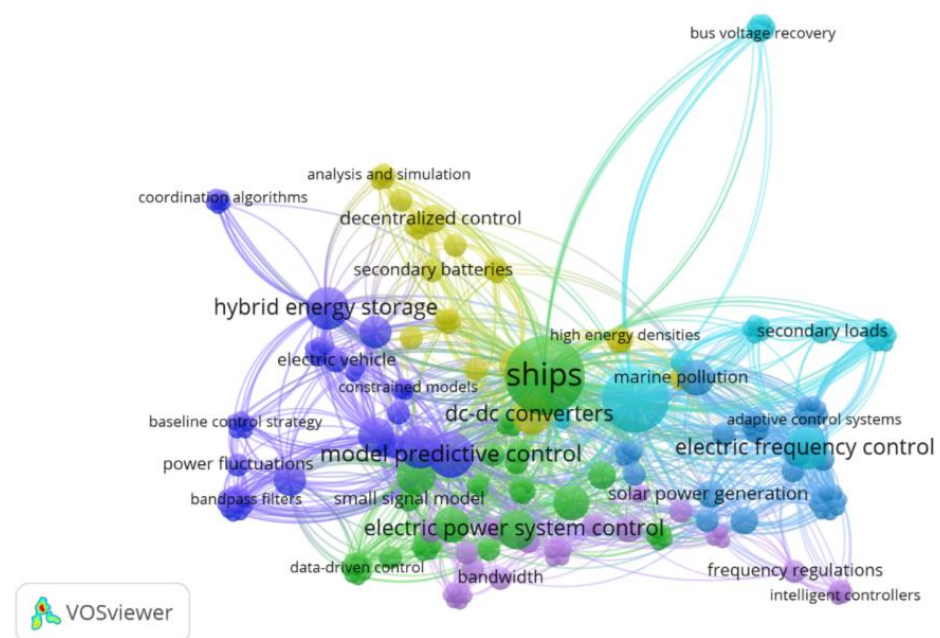 bus voltage recovery
analysis and simulation
coordination algorithms
decentralized control
secondary batteries
hybrid energy storage
high energy densities
secondary loads
electric vehicle
ships
marine pollution
constrained models
dc-dc converters
baseline control strategy
adaptive control systems
model predictive control
electric frequency control
power fluctuations
bandpass filters
small signal model
solar power generation
electric power system control
data-driven control
bandwidth
frequency regulations
intelligent controllers
VOSviewer